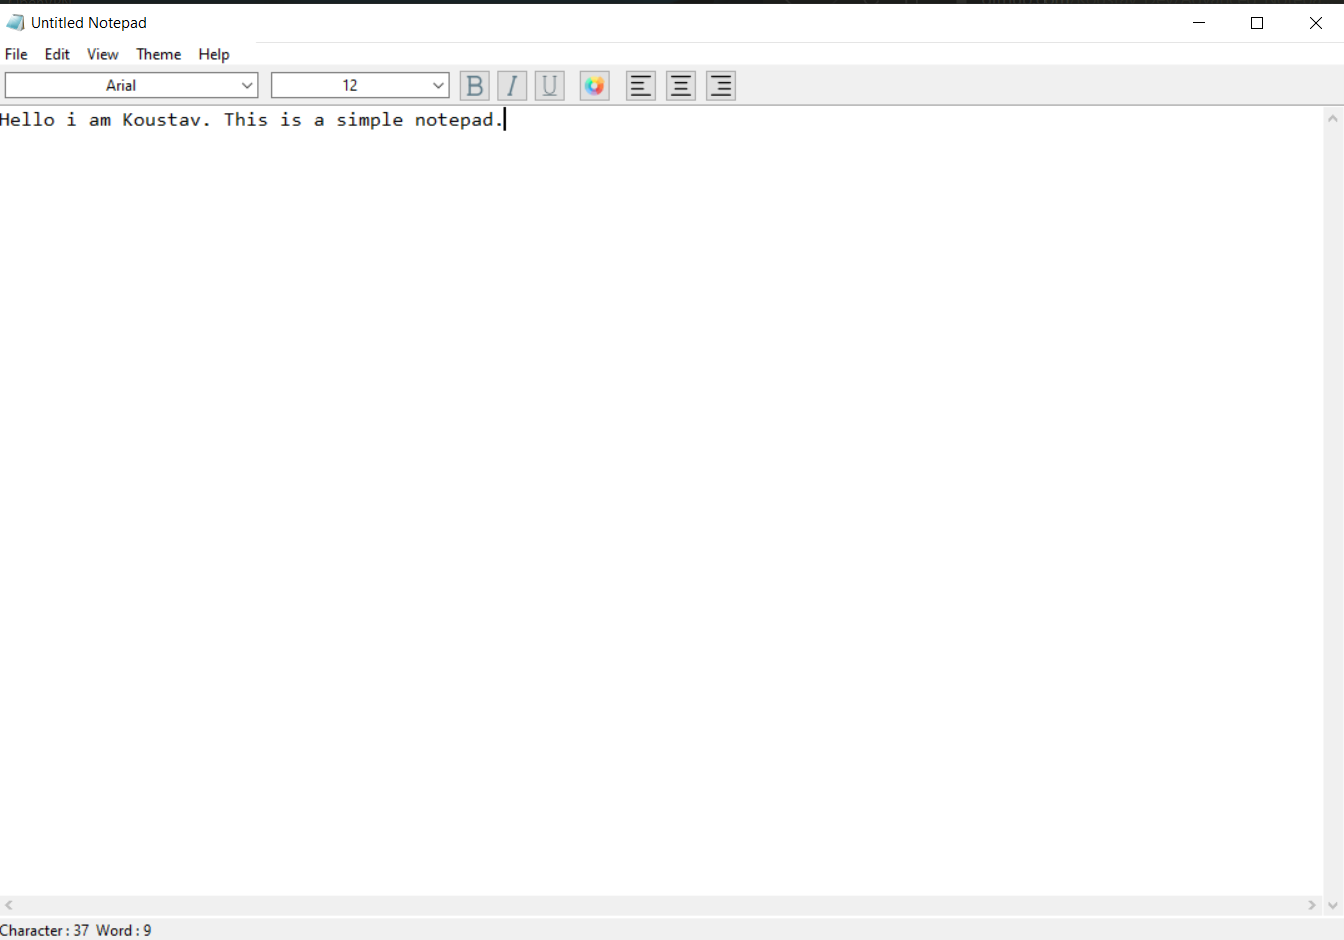 Untitled Notepad
File Edit View Theme Help
Arial 12 B I U
Hello i am Koustav. This is a simple notepad.
Character : 37 Word : 9